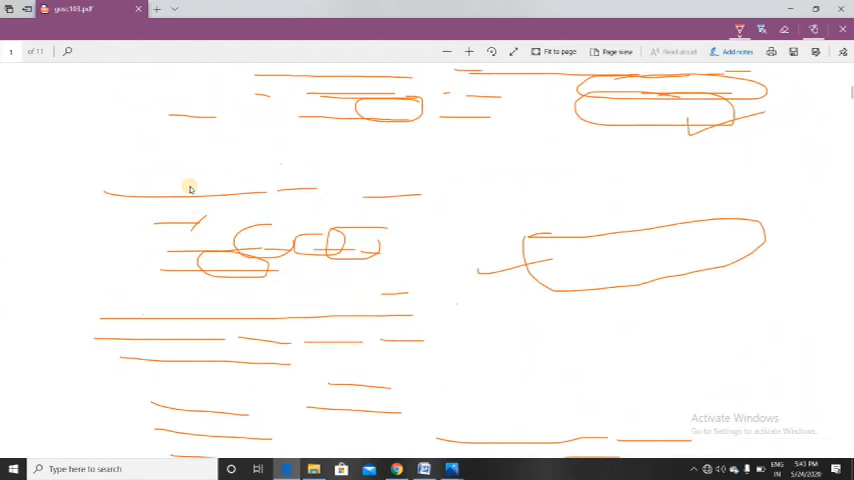 gesc103.pdf
1 of 11 Fit to page Page view Read aloud Add notes
Activate Windows
Go to Settings to activate Windows.
Type here to search
ENG 5:43 PM
IN 5/24/2020